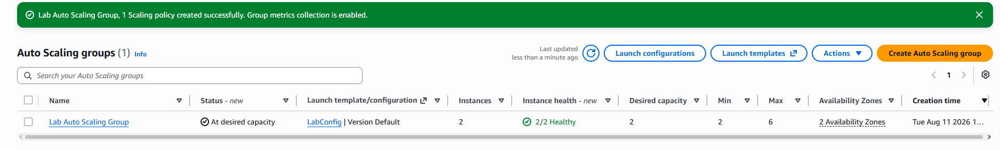 Lab Auto Scaling Group, 1 Scaling policy created successfully. Group metrics collection is enabled.
Auto Scaling groups (1) Info
Last updated
less than a minute ago
Launch configurations
Launch templates
Actions
Create Auto Scaling group
Search your Auto Scaling groups
1
Name Status - new Launch template/configuration Instances Instance health - new Desired capacity Min Max Availability Zones Creation time
Lab Auto Scaling Group At desired capacity LabConfig | Version Default 2 2/2 Healthy 2 2 6 2 Availability Zones Tue Aug 11 2026 1...